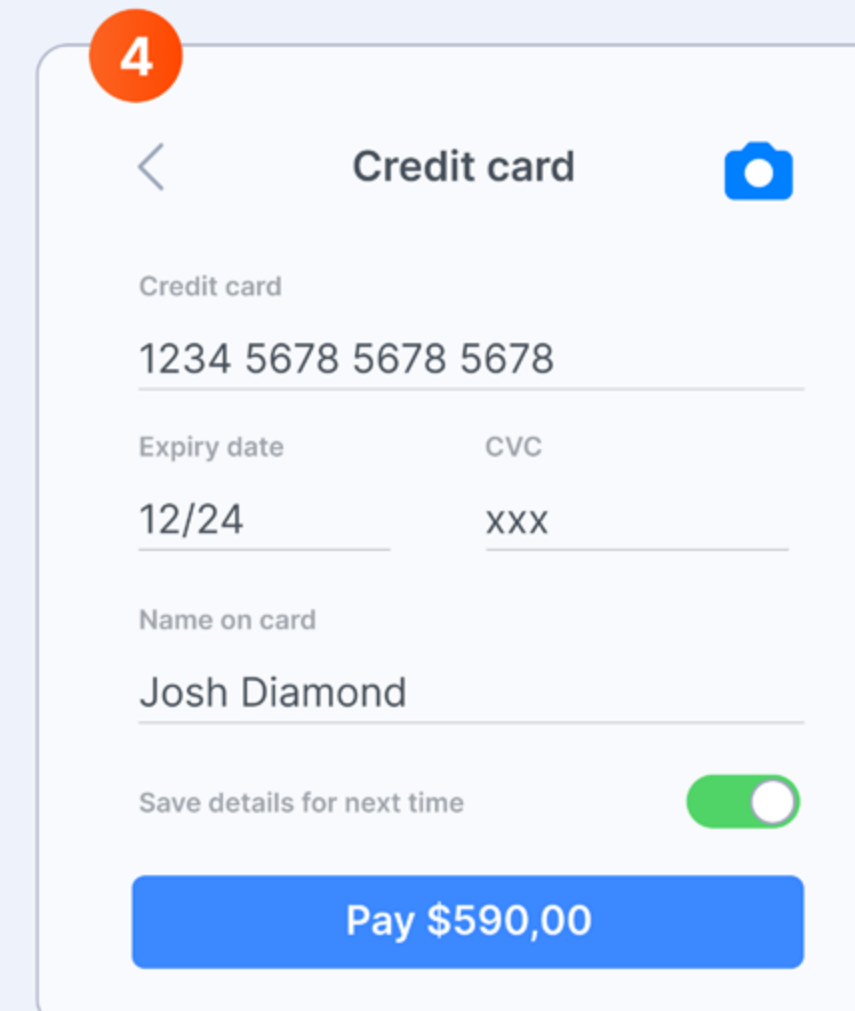 4
Credit card
Credit card
1234 5678 5678 5678
Expiry date CVC
12/24 xxx
Name on card
Josh Diamond
Save details for next time
Pay $590,00